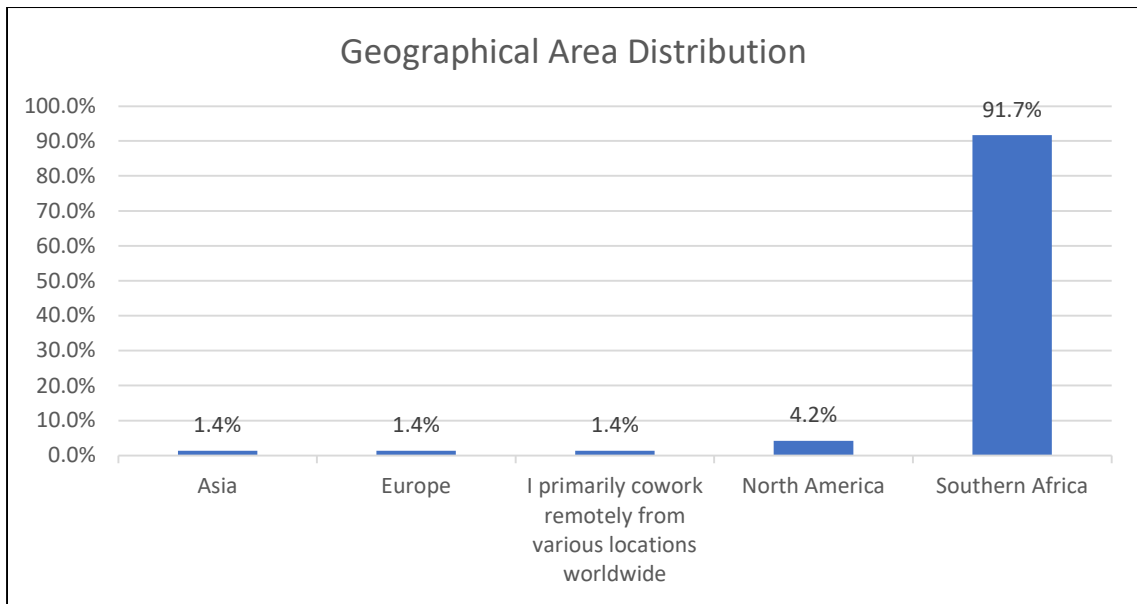 Geographical Area Distribution
100.0%
90.0%
80.0%
70.0%
60.0%
50.0%
40.0%
30.0%
20.0%
10.0%
0.0%
1.4%
1.4%
1.4%
4.2%
91.7%
Asia
Europe
I primarily cowork
remotely from
various locations
worldwide
North America
Southern Africa